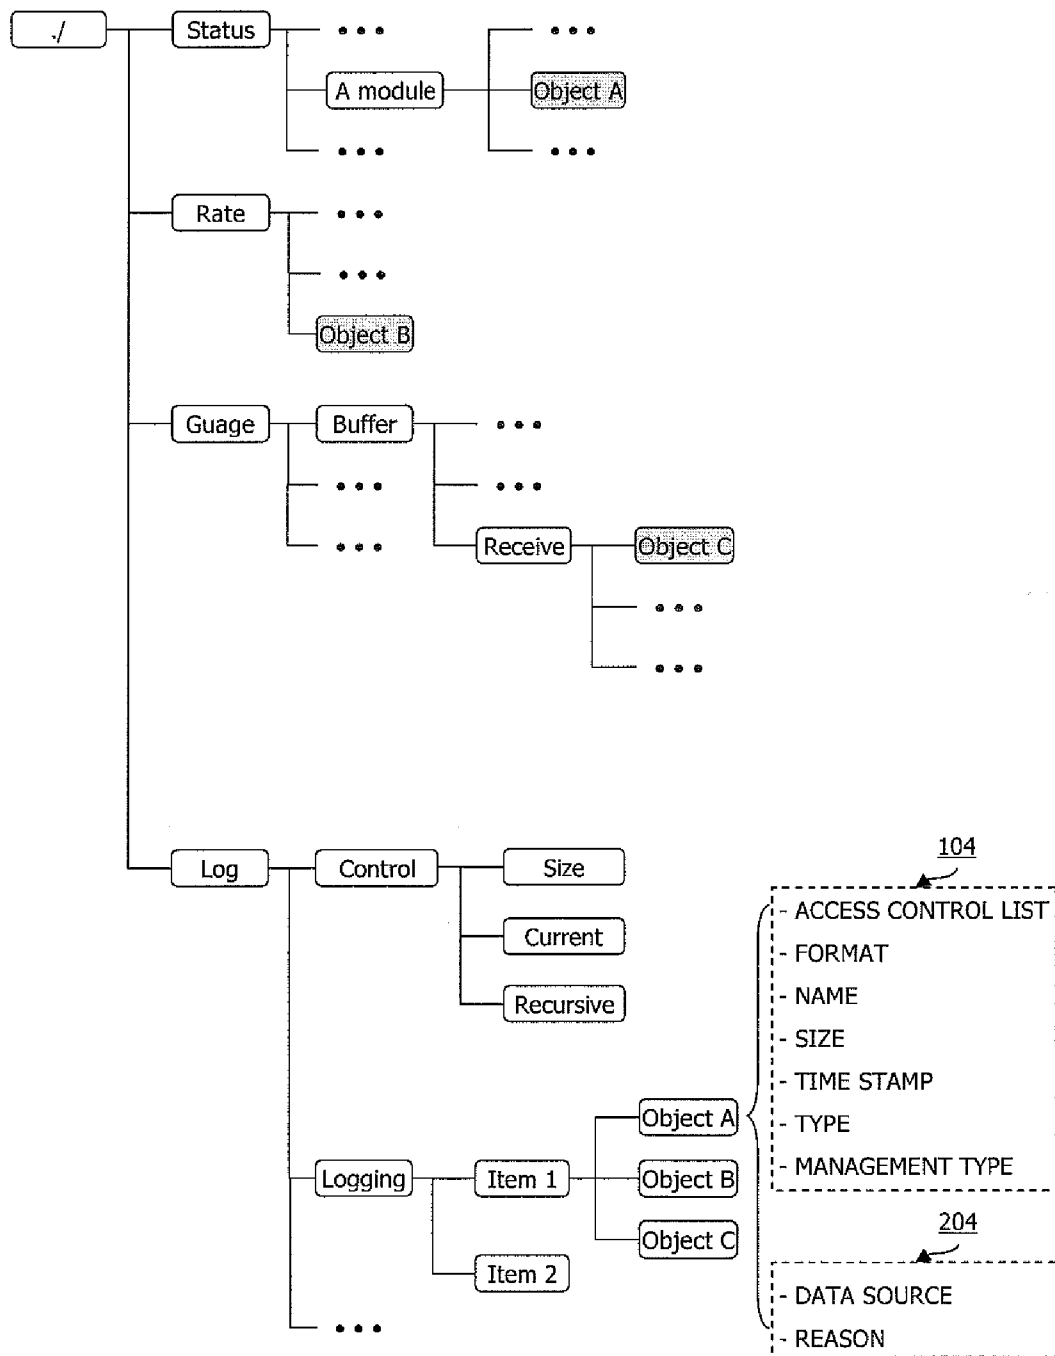 ./
Status
• • •
• • •
A module
Object A
• • •
• • •
Rate
• • •
• • •
Object B
Guage
Buffer
• • •
• • •
• • •
• • •
Receive
Object C
• • •
• • •
Log
Control
Size
Current
Recursive
Logging
Item 1
Object A
Object B
Object C
Item 2
• • •
104
- ACCESS CONTROL LIST
- FORMAT
- NAME
- SIZE
- TIME STAMP
- TYPE
- MANAGEMENT TYPE
204
- DATA SOURCE
- REASON